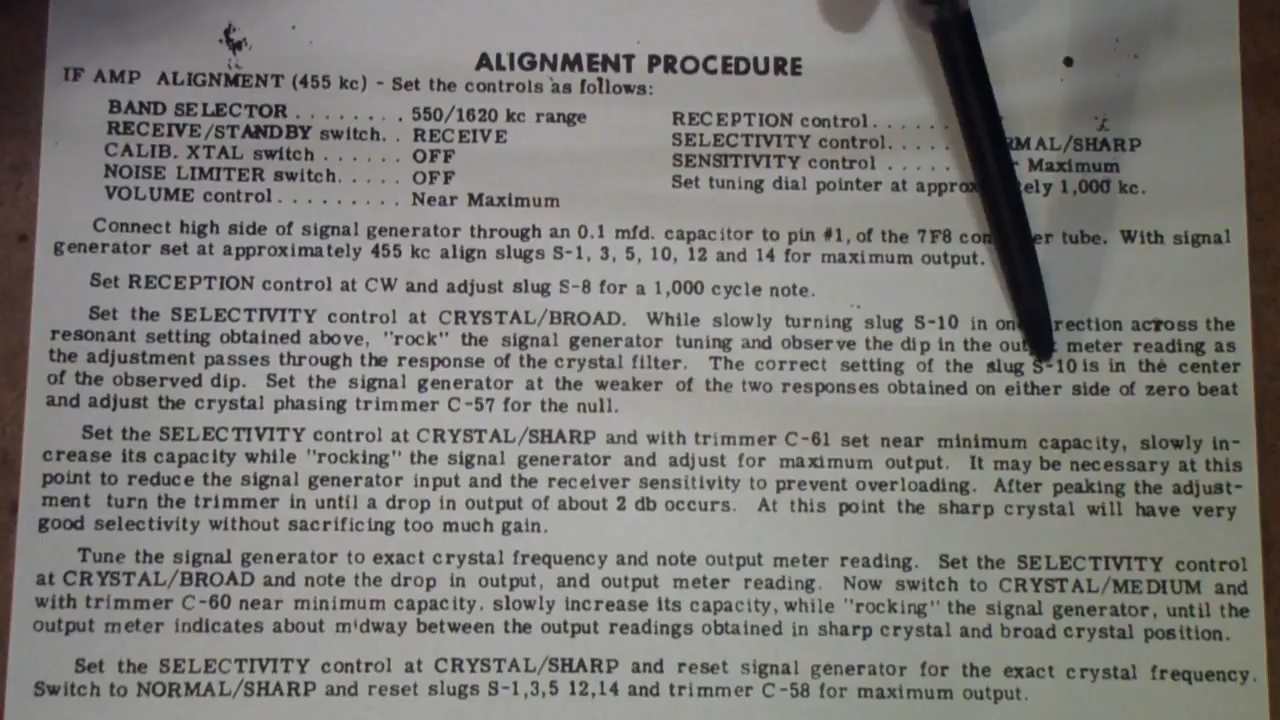 ALIGNMENT PROCEDURE
IF AMP ALIGNMENT (455 kc) - Set the controls as follows:
BAND SELECTOR . . . . . . . . 550/1620 kc range
RECEIVE/STANDBY switch. . RECEIVE
CALIB. XTAL switch . . . . . . OFF
NOISE LIMITER switch. . . . . OFF
VOLUME control . . . . . . . . . Near Maximum
RECEPTION control . . . . . .
SELECTIVITY control. . . . . RMAL/SHARP
SENSITIVITY control . . . . . Maximum
Set tuning dial pointer at approx ely 1,000 kc.
Connect high side of signal generator through an 0.1 mfd. capacitor to pin #1, of the 7F8 con er tube. With signal
generator set at approximately 455 kc align slugs S-1, 3, 5, 10, 12 and 14 for maximum output.
Set RECEPTION control at CW and adjust slug S-8 for a 1,000 cycle note.
Set the SELECTIVITY control at CRYSTAL/BROAD. While slowly turning slug S-10 in on rection across the
resonant setting obtained above, "rock" the signal generator tuning and observe the dip in the out meter reading as
the adjustment passes through the response of the crystal filter. The correct setting of the slug S-10 is in the center
of the observed dip. Set the signal generator at the weaker of the two responses obtained on either side of zero beat
and adjust the crystal phasing trimmer C-57 for the null.
Set the SELECTIVITY control at CRYSTAL/SHARP and with trimmer C-61 set near minimum capacity, slowly in-
crease its capacity while "rocking" the signal generator and adjust for maximum output. It may be necessary at this
point to reduce the signal generator input and the receiver sensitivity to prevent overloading. After peaking the adjust-
ment turn the trimmer in until a drop in output of about 2 db occurs. At this point the sharp crystal will have very
good selectivity without sacrificing too much gain.
Tune the signal generator to exact crystal frequency and note output meter reading. Set the SELECTIVITY control
at CRYSTAL/BROAD and note the drop in output, and output meter reading. Now switch to CRYSTAL/MEDIUM and
with trimmer C-60 near minimum capacity, slowly increase its capacity, while "rocking" the signal generator, until the
output meter indicates about midway between the output readings obtained in sharp crystal and broad crystal position.
Set the SELECTIVITY control at CRYSTAL/SHARP and reset signal generator for the exact crystal frequency.
Switch to NORMAL/SHARP and reset slugs S-1,3,5 12,14 and trimmer C-58 for maximum output.